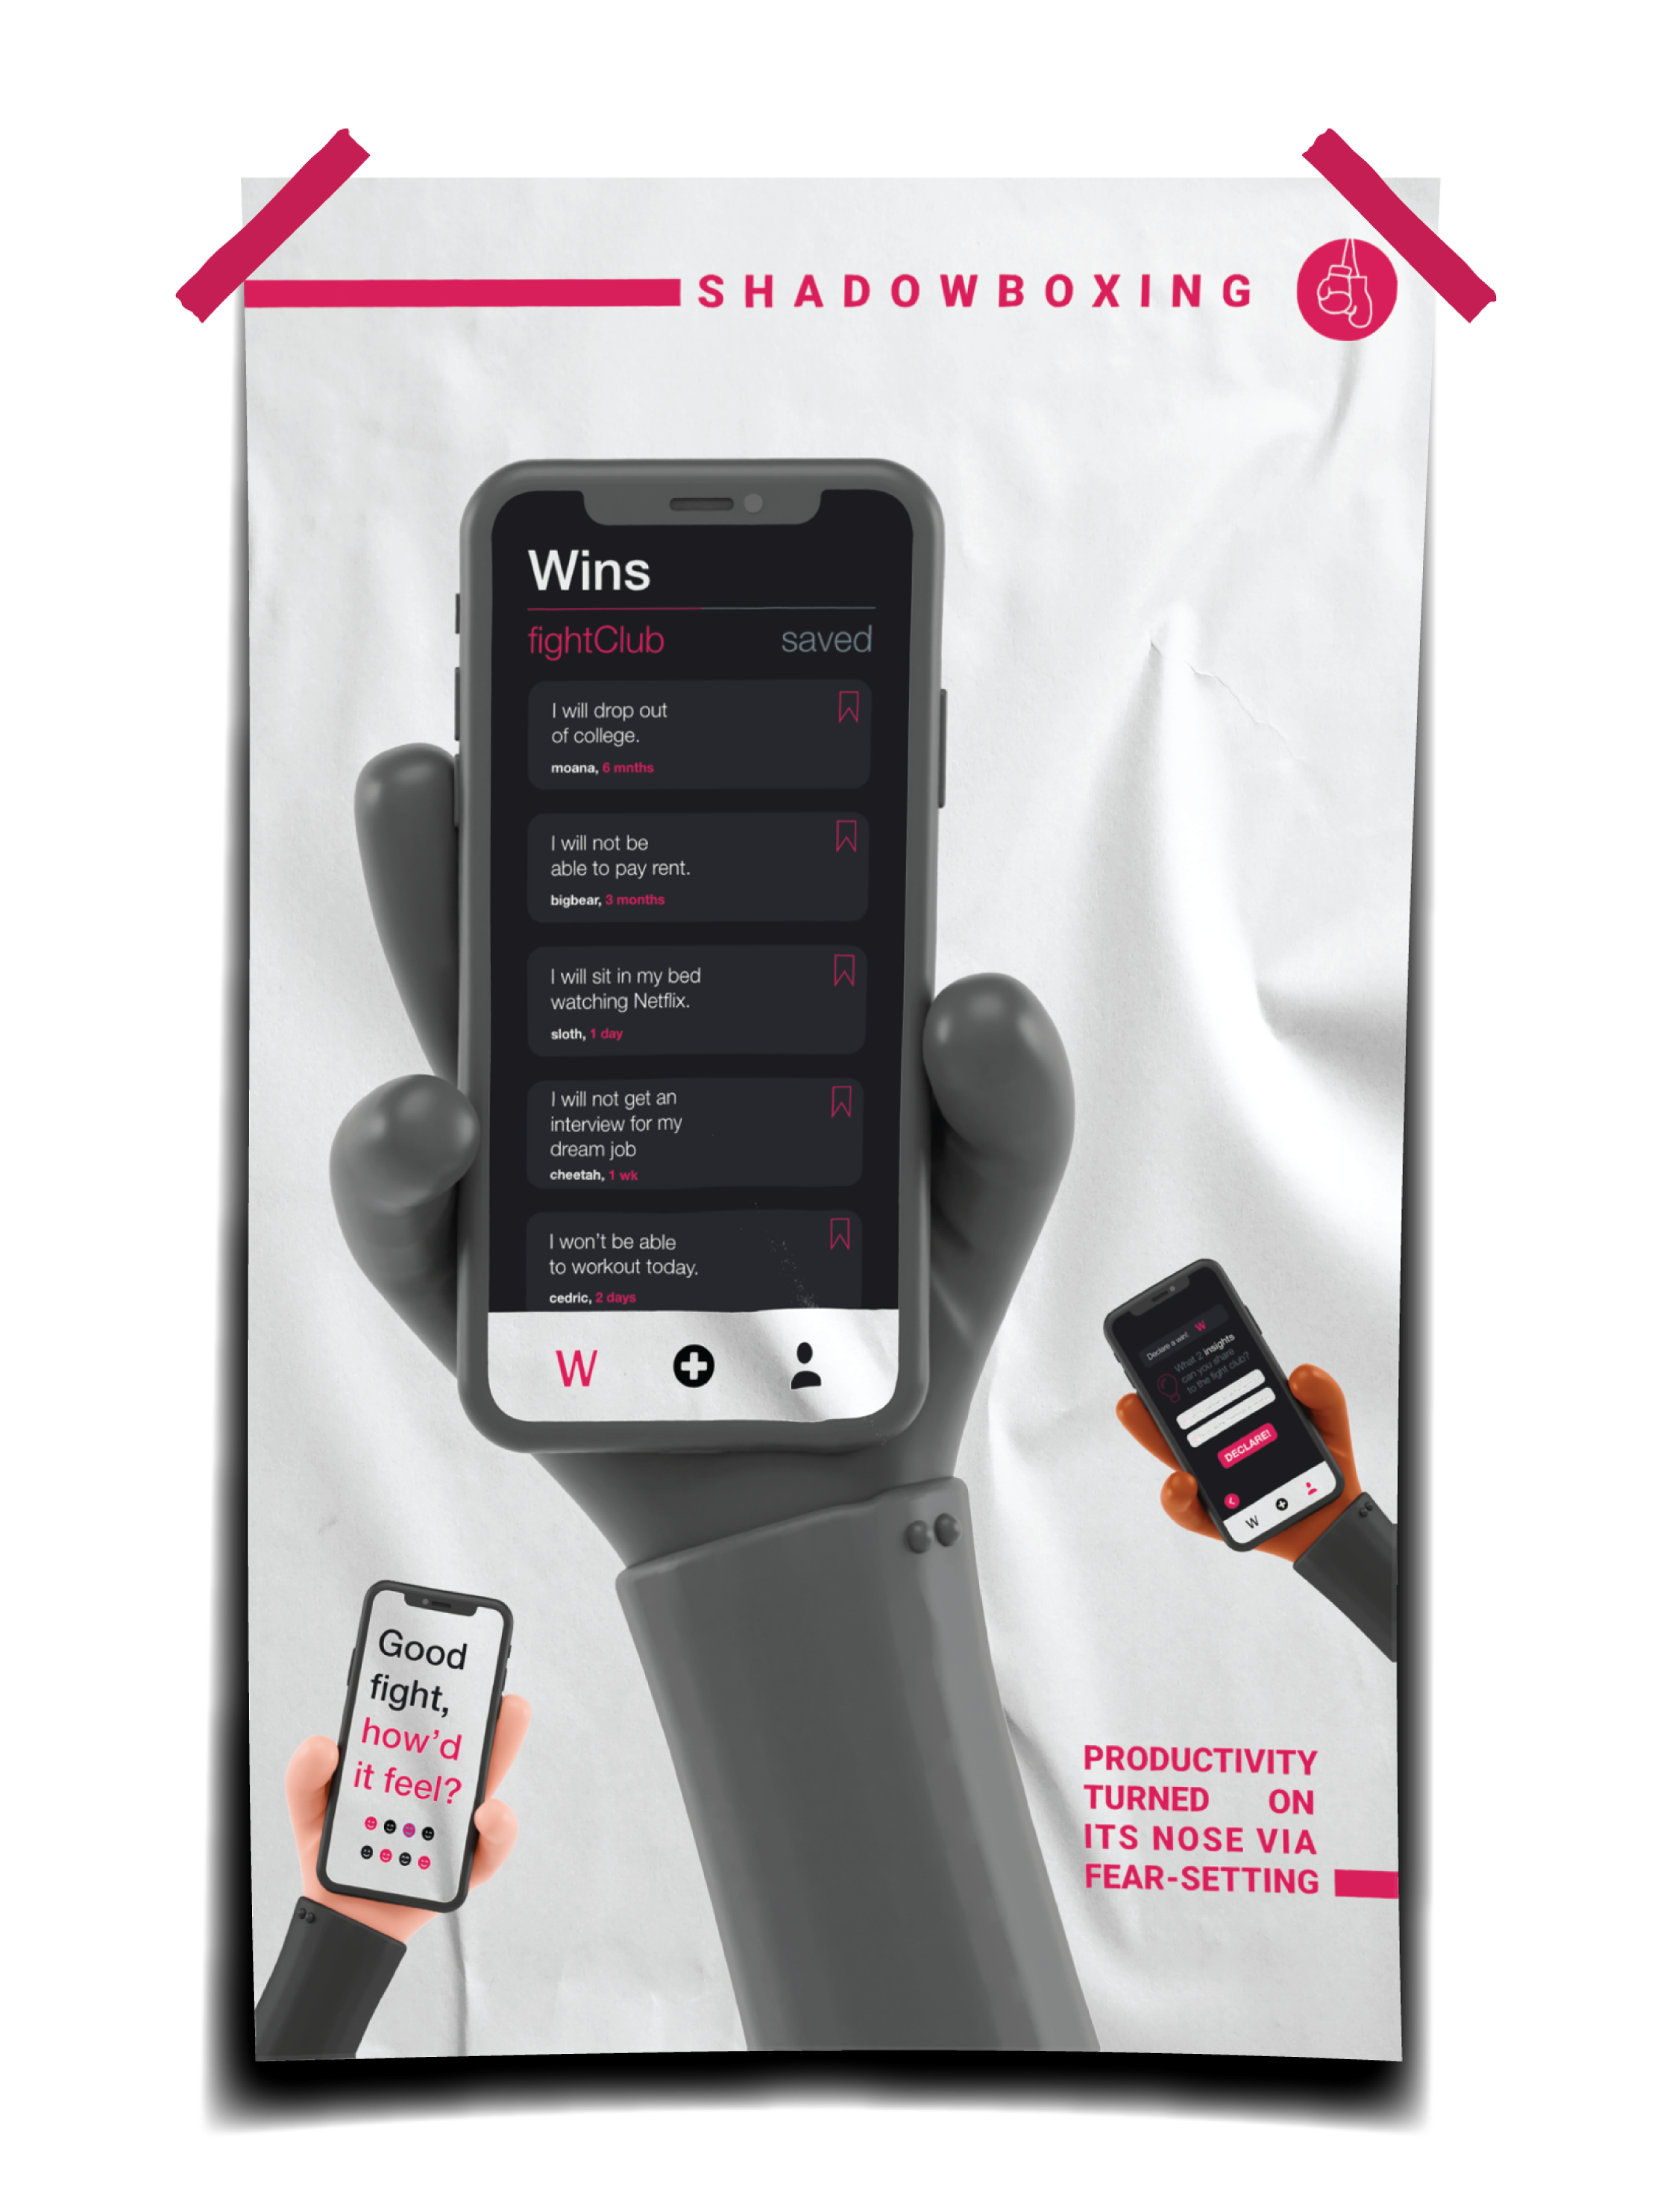 SHADOWBOXING
Wins
fightClub saved
I will drop out
of college.
moana, 6 mnths
I will not be
able to pay rent.
bigbear, 3 months
I will sit in my bed
watching Netflix.
sloth, 1 day
I will not get an
interview for my
dream job
cheetah, 1 wk
I won't be able
to workout today.
cedric, 2 days
W
Declare a win! W
What 2 insights
can you share
to the fight club?
DECLARE!
W
Good
fight,
how'd
it feel?
PRODUCTIVITY
TURNED ON
ITS NOSE VIA
FEAR-SETTING